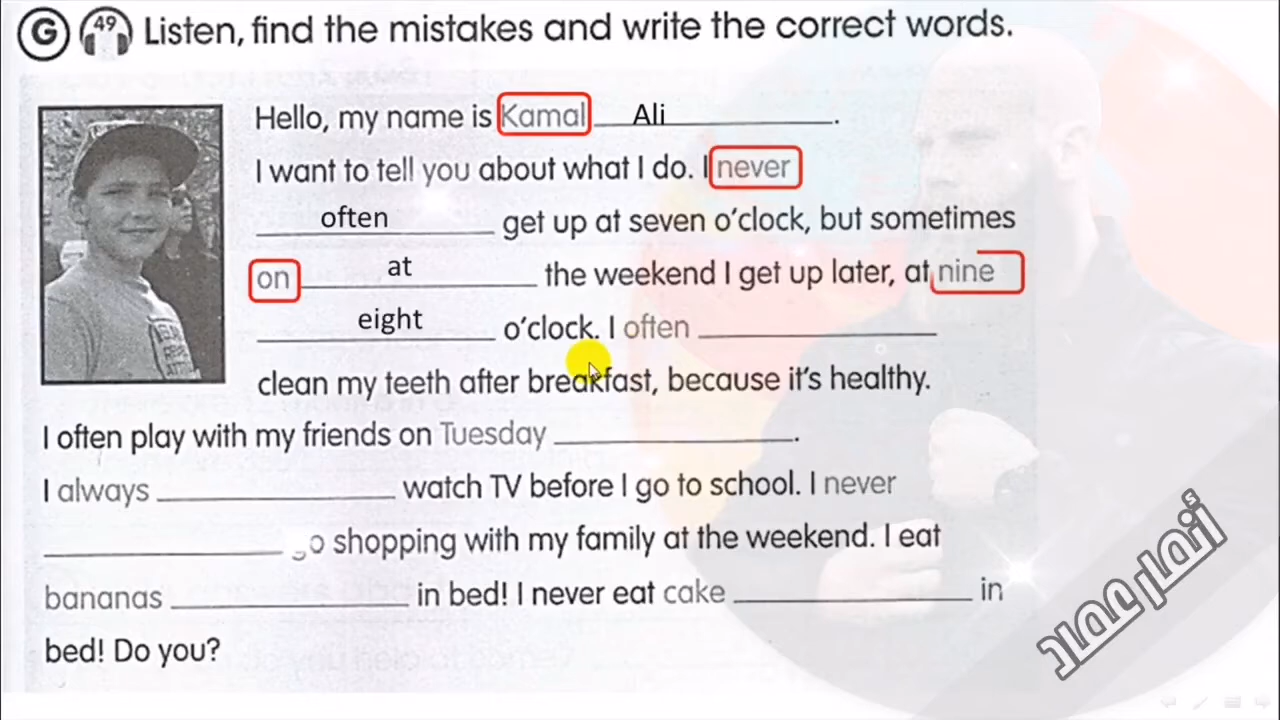 G 49 Listen, find the mistakes and write the correct words.
Hello, my name is Kamal Ali.
I want to tell you about what I do. I never
often get up at seven o'clock, but sometimes
on at the weekend I get up later, at nine
eight o'clock. I often
clean my teeth after breakfast, because it's healthy.
I often play with my friends on Tuesday .
I always watch TV before I go to school. I never
go shopping with my family at the weekend. I eat
bananas in bed! I never eat cake in
bed! Do you?
أنمار عماد